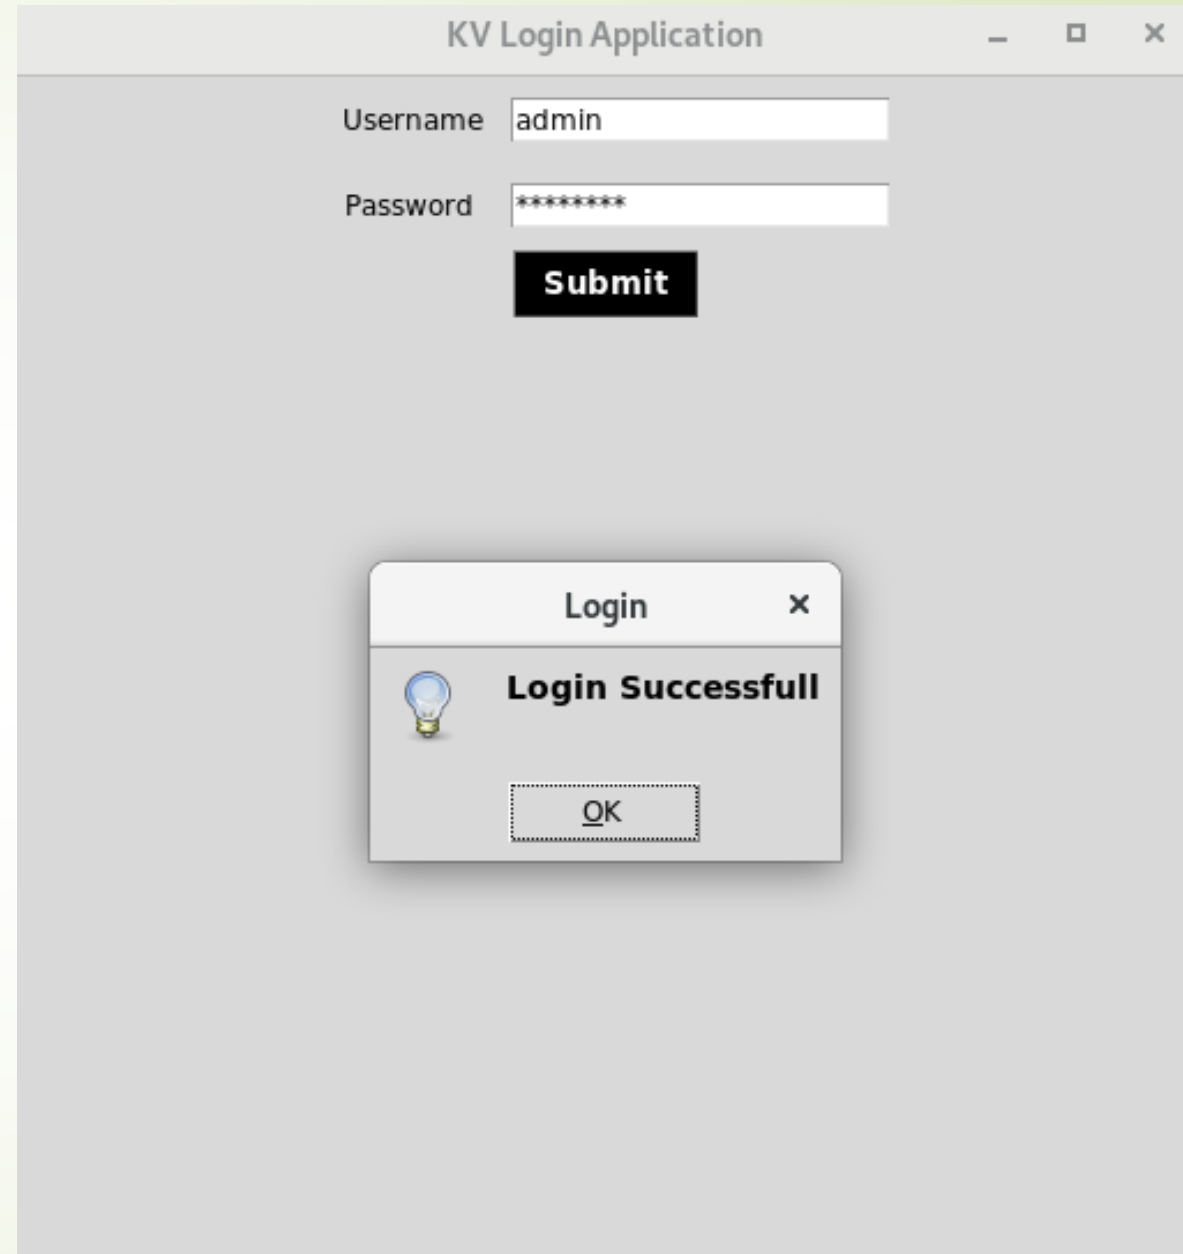 KV Login Application
Username admin
Password ********
Submit
Login
Login Successfull
OK